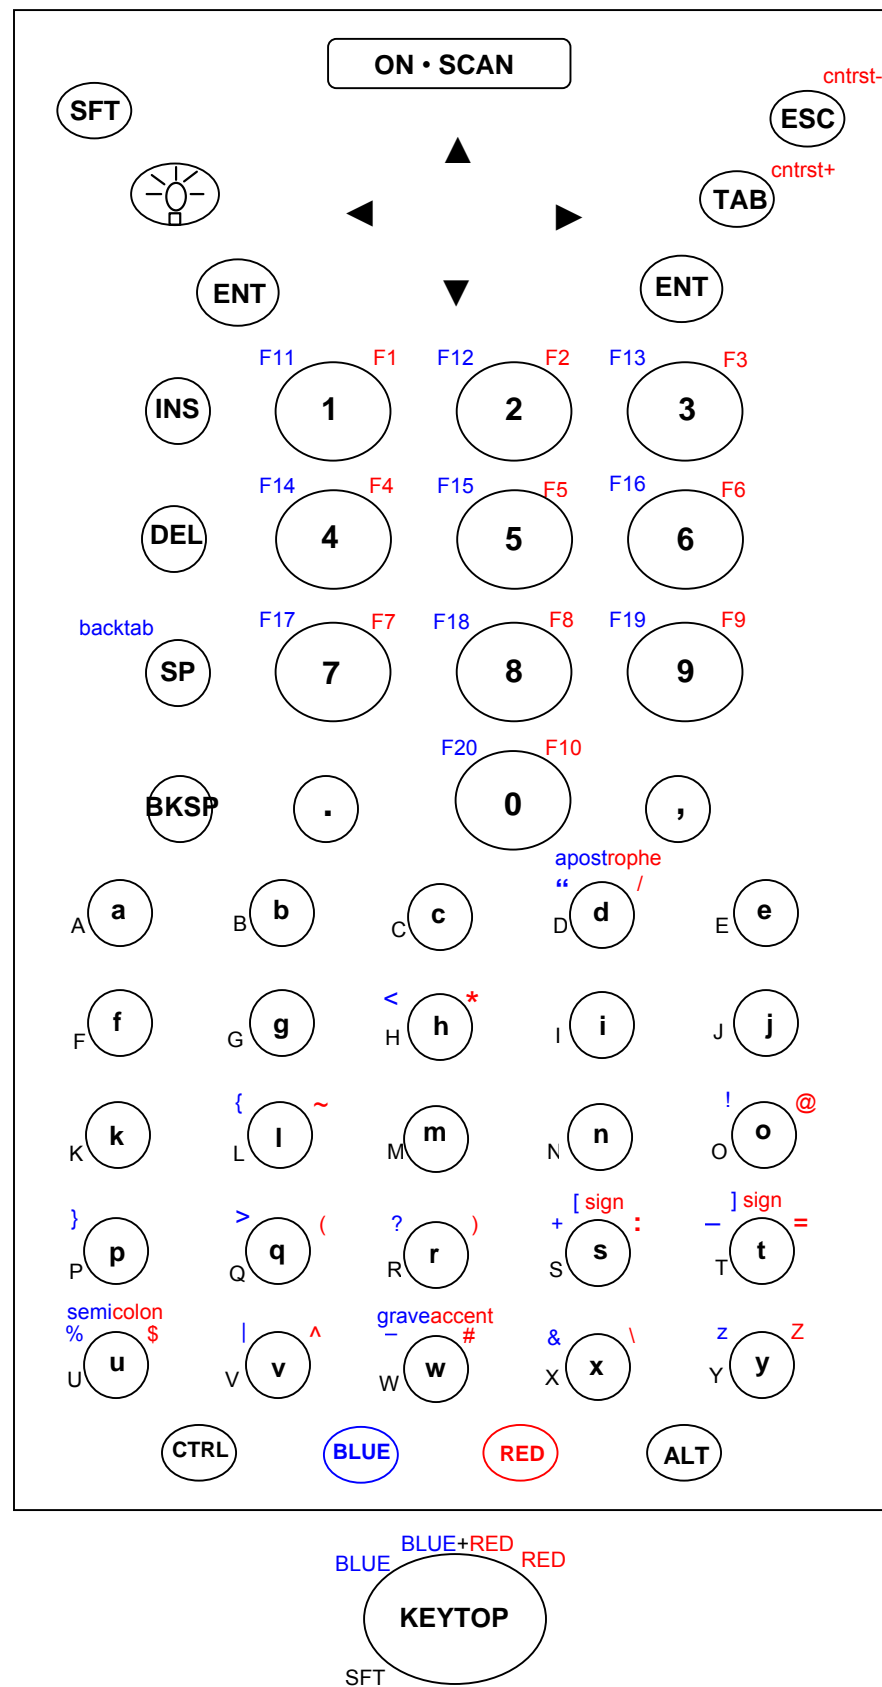 ON • SCAN
cntrst-
SFT ESC
cntrst+
TAB
ENT ENT
F11 F1 F12 F2 F13 F3
INS 1 2 3
F14 F4 F15 F5 F16 F6
DEL 4 5 6
backtab F17 F7 F18 F8 F19 F9
SP 7 8 9
F20 F10
BKSP . 0 ,
apostrophe
“ /
A a B b C c D d E e
< *
F f G g H h I i J j
{ ~ ! @
K k L l M m N n O o
[ sign ] sign
} > ( ? ) + : – =
P p Q q R r S s T t
semicolon graveaccent
% $ | ^ – # & \ z Z
U u V v W w X x Y y
CTRL BLUE RED ALT
BLUE+RED
BLUE RED
KEYTOP
SFT